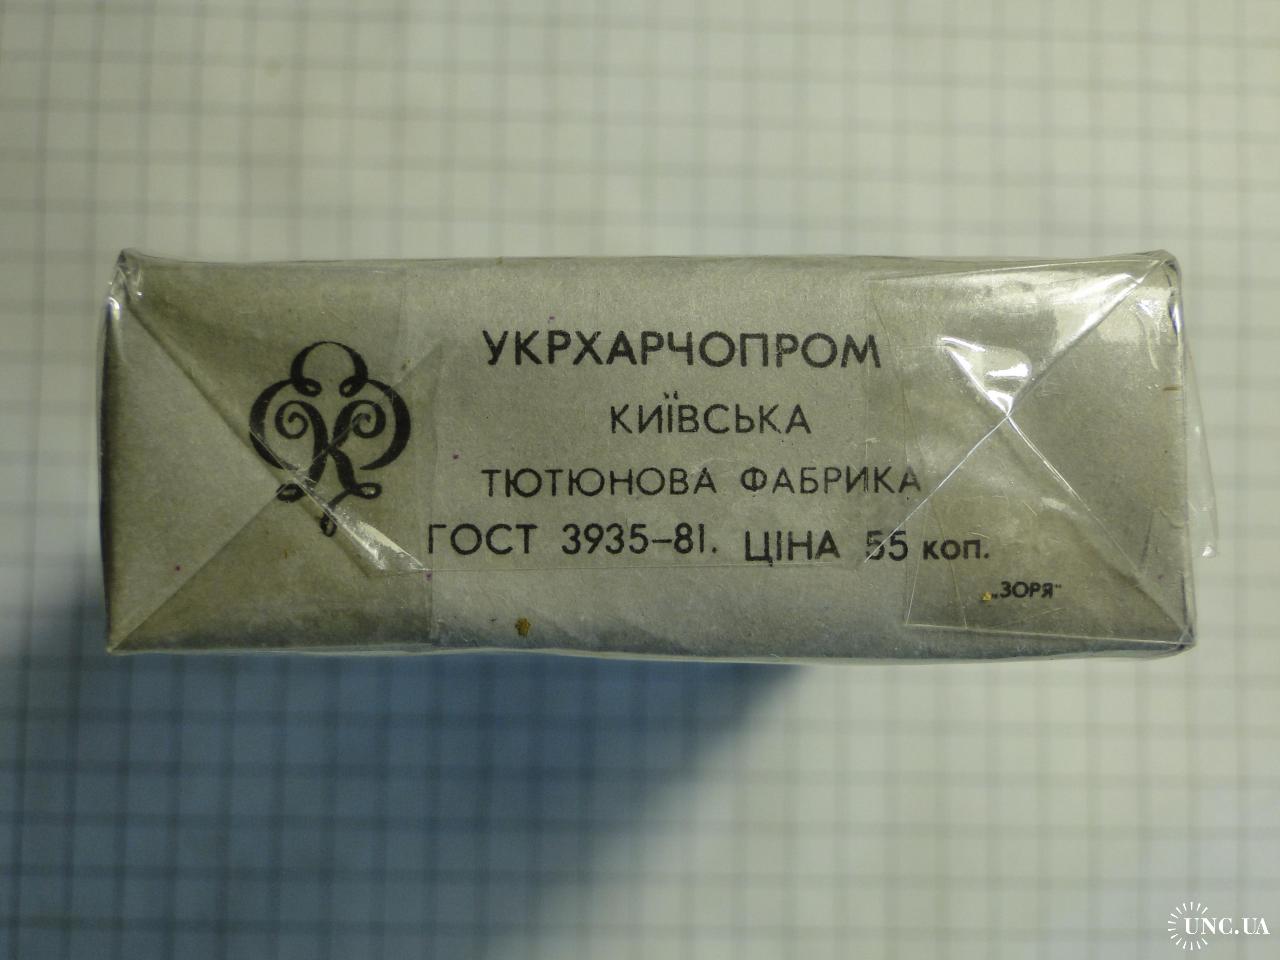 УКРХАРЧОПРОМ
КИЇВСЬКА
ТЮТЮНОВА ФАБРИКА
ГОСТ 3935–81. ЦІНА 55 коп.
„ЗОРЯ“
UNC.UA